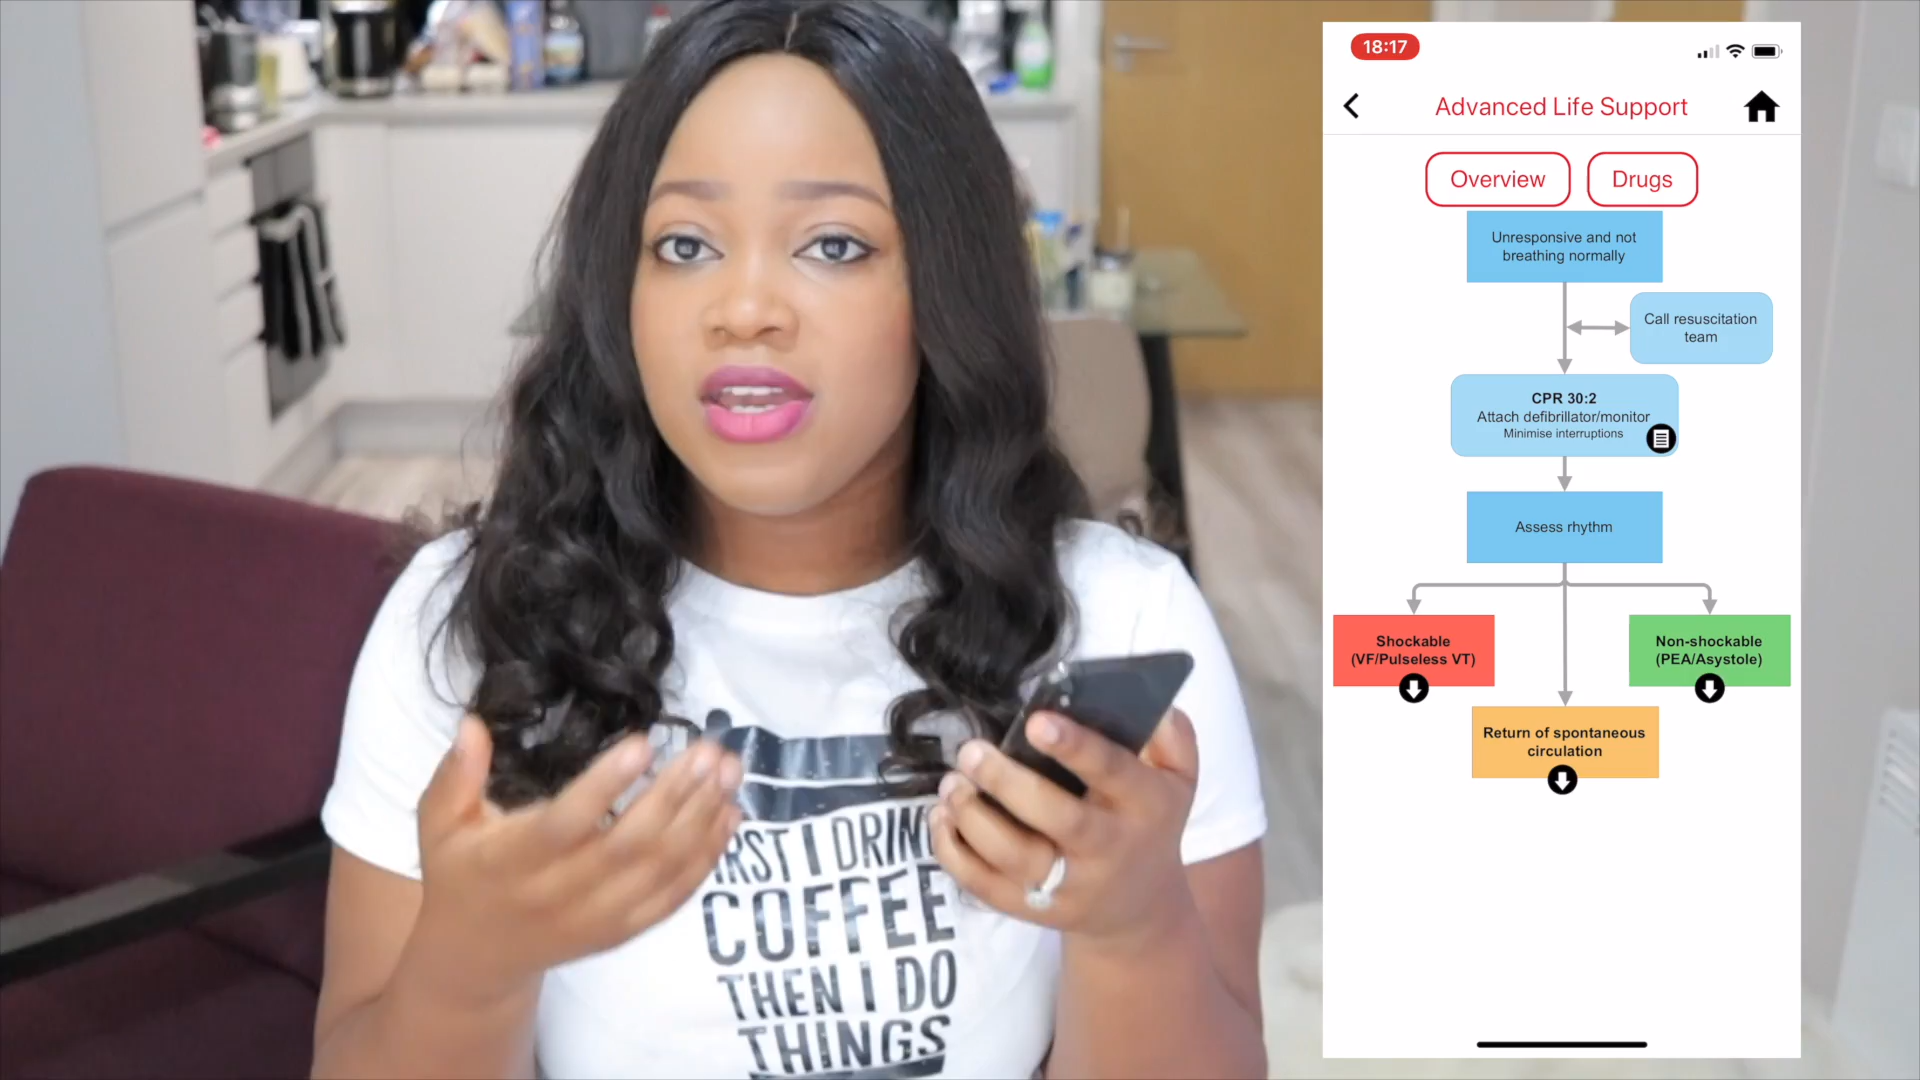 FIRST I DRINK
COFFEE
THEN I DO
THINGS
18:17
Advanced Life Support
Overview
Drugs
Unresponsive and not
breathing normally
Call resuscitation
team
CPR 30:2
Attach defibrillator/monitor
Minimise interruptions
Assess rhythm
Shockable
(VF/Pulseless VT)
Non-shockable
(PEA/Asystole)
Return of spontaneous
circulation